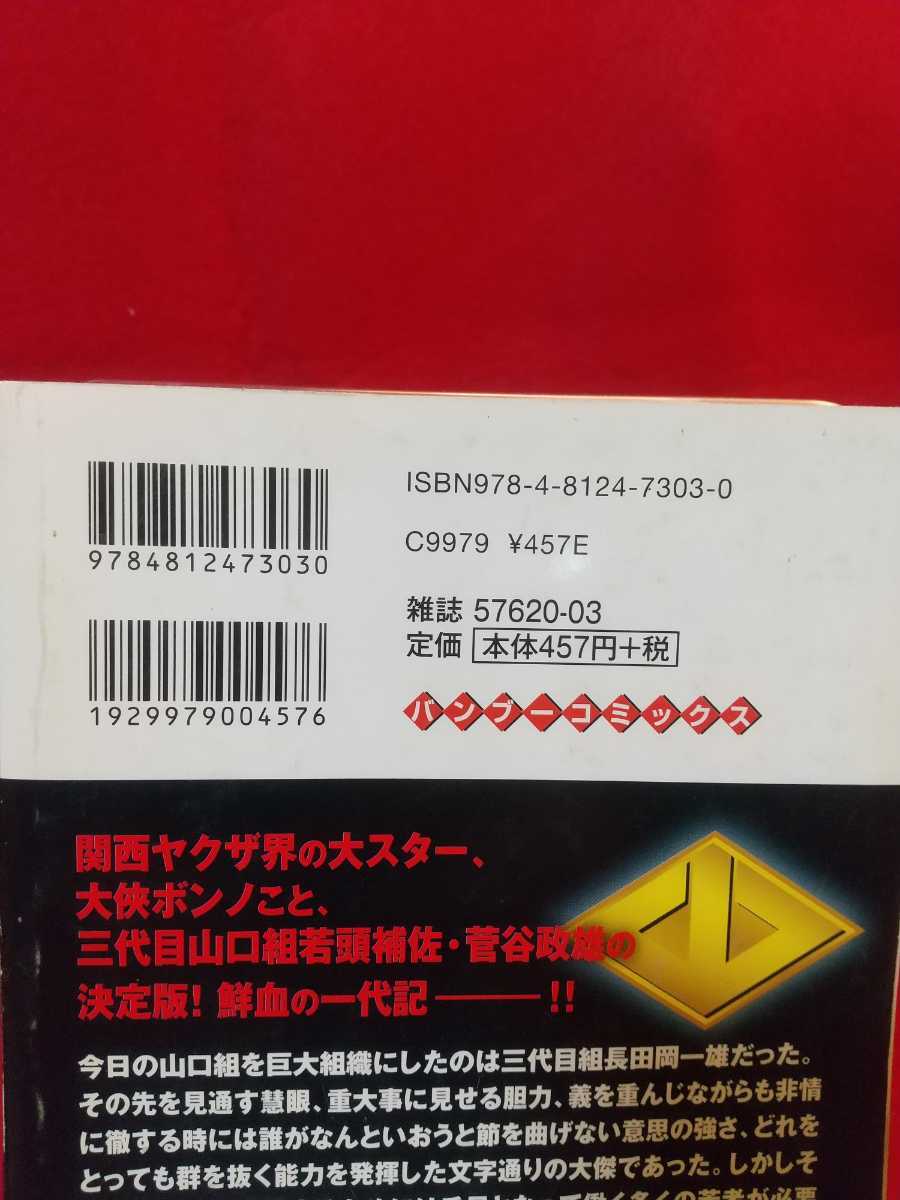 ISBN978-4-8124-7303-0
9784812473030
C9979 ¥457E
雑誌 57620-03
定価 本体457円+税
1929979004576
バンブーコミックス
関西ヤクザ界の大スター、
大侠ボンノこと、
三代目山口組若頭補佐・菅谷政雄の
決定版! 鮮血の一代記━━━!!
今日の山口組を巨大組織にしたのは三代目組長田岡一雄だった。
その先を見通す慧眼、重大事に見せる胆力、義を重んじながらも非情
に徹する時には誰がなんといおうと節を曲げない意思の強さ、どれを
とっても群を抜く能力を発揮した文字通りの大傑であった。しかしそ